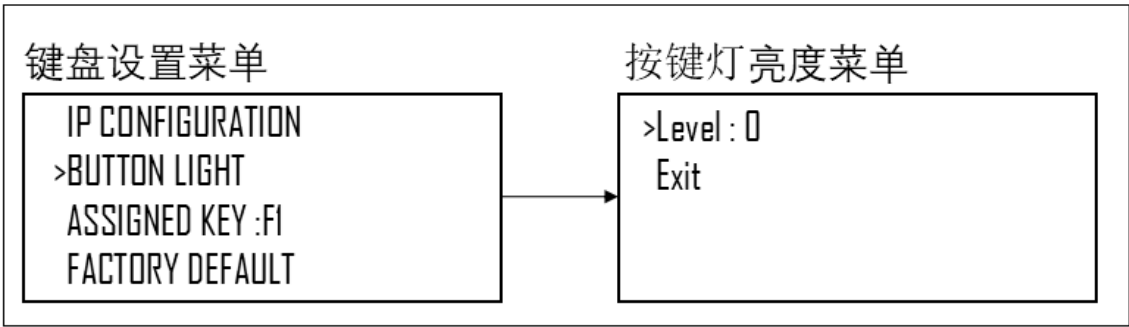 键盘设置菜单
IP CONFIGURATION
>BUTTON LIGHT
ASSIGNED KEY :F1
FACTORY DEFAULT
按键灯亮度菜单
>Level : 0
Exit